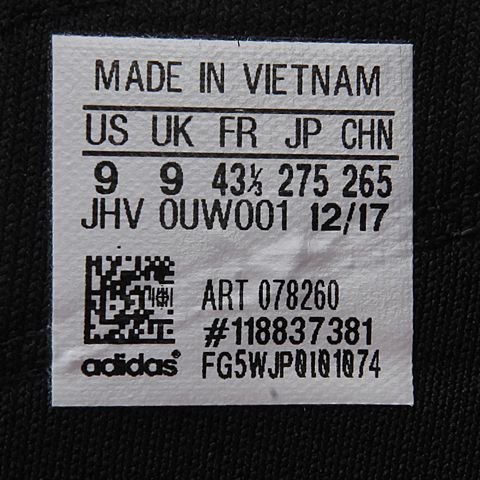 MADE IN VIETNAM
US UK FR JP CHN
9 9 43⅓ 275 265
JHV 0UW001 12/17
ART 078260
#118837381
adidas® FG5WJP0101074